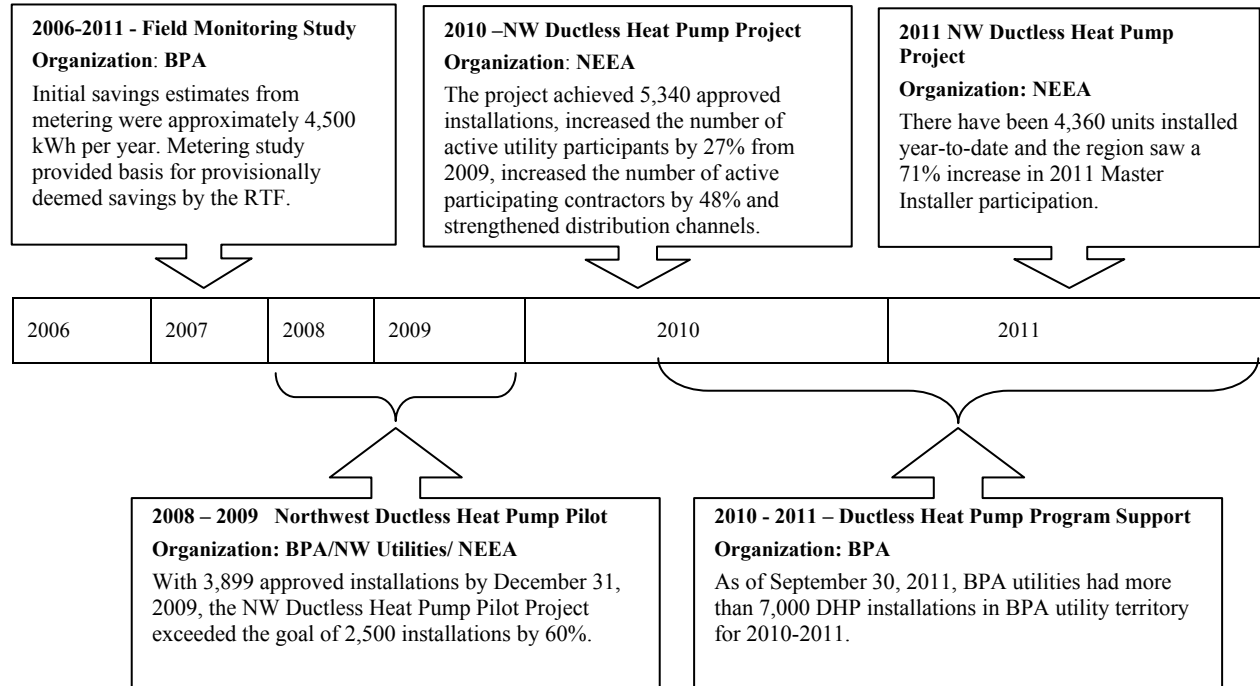 2006-2011 - Field Monitoring Study
Organization: BPA
Initial savings estimates from
metering were approximately 4,500
kWh per year. Metering study
provided basis for provisionally
deemed savings by the RTF.
2010 –NW Ductless Heat Pump Project
Organization: NEEA
The project achieved 5,340 approved
installations, increased the number of
active utility participants by 27% from
2009, increased the number of active
participating contractors by 48% and
strengthened distribution channels.
2011 NW Ductless Heat Pump
Project
Organization: NEEA
There have been 4,360 units installed
year-to-date and the region saw a
71% increase in 2011 Master
Installer participation.
2006 2007 2008 2009 2010 2011
2008 – 2009 Northwest Ductless Heat Pump Pilot
Organization: BPA/NW Utilities/ NEEA
With 3,899 approved installations by December 31,
2009, the NW Ductless Heat Pump Pilot Project
exceeded the goal of 2,500 installations by 60%.
2010 - 2011 – Ductless Heat Pump Program Support
Organization: BPA
As of September 30, 2011, BPA utilities had more
than 7,000 DHP installations in BPA utility territory
for 2010-2011.